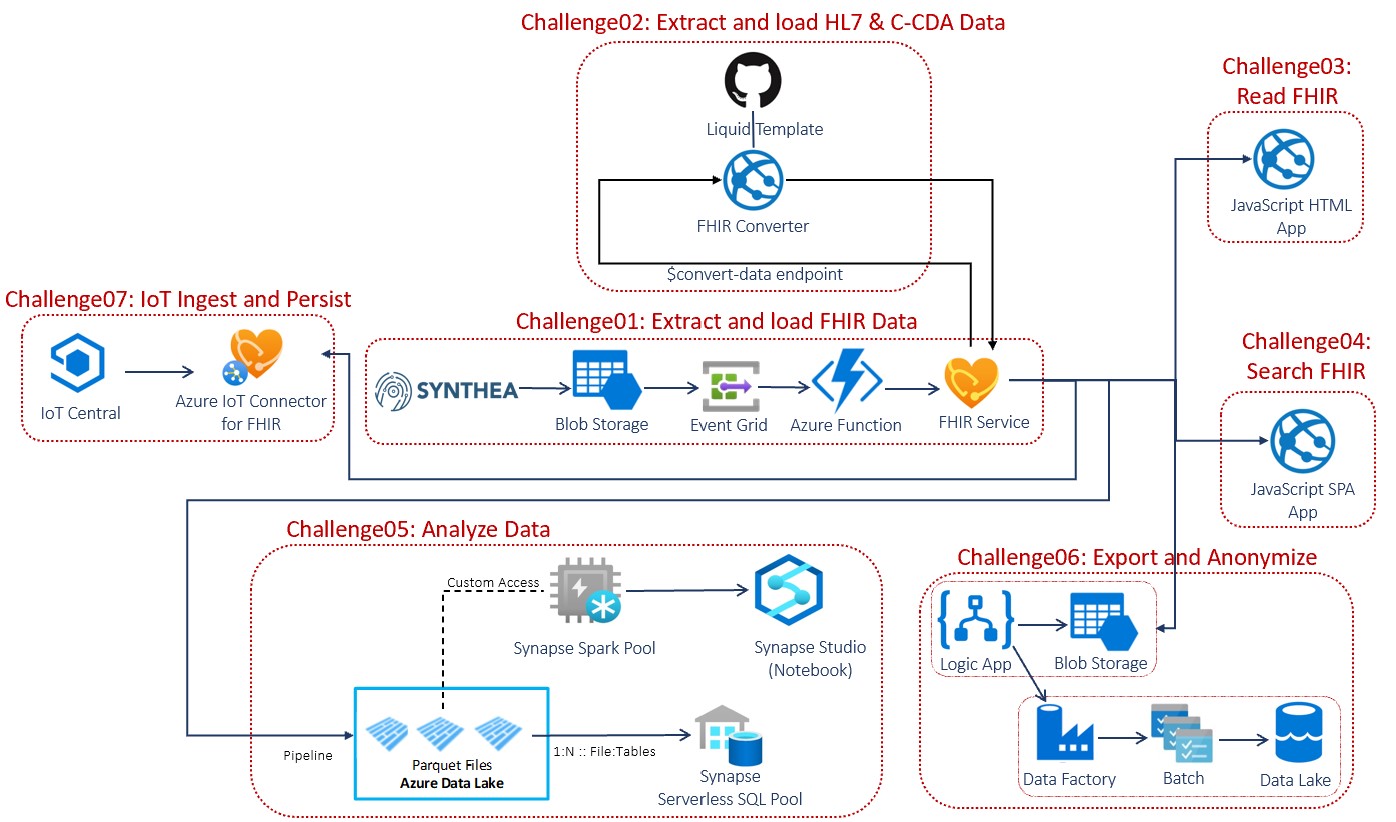 Challenge02: Extract and load HL7 & C-CDA Data
Liquid Template
FHIR Converter
$convert-data endpoint
Challenge03:
Read FHIR
JavaScript HTML
App
Challenge07: IoT Ingest and Persist
IoT Central
Azure IoT Connector
for FHIR
Challenge01: Extract and load FHIR Data
SYNTHEA
Blob Storage
Event Grid
Azure Function
FHIR Service
Challenge04:
Search FHIR
JavaScript SPA
App
Challenge05: Analyze Data
Custom Access
Synapse Spark Pool
Synapse Studio
(Notebook)
Pipeline
Parquet Files
Azure Data Lake
1:N :: File:Tables
Synapse
Serverless SQL Pool
Challenge06: Export and Anonymize
Logic App
Blob Storage
Data Factory
Batch
Data Lake